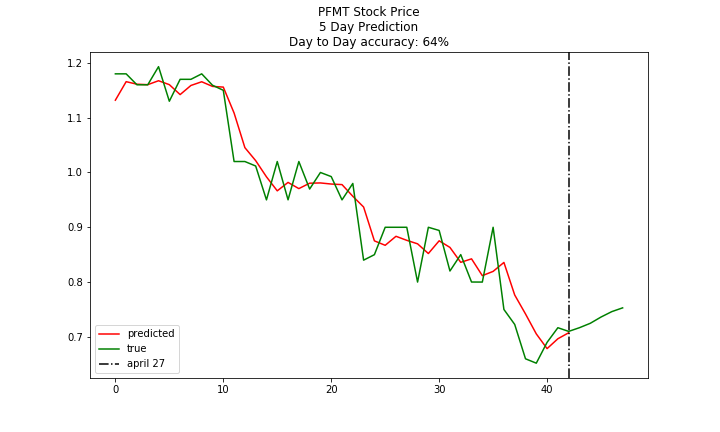 PFMT Stock Price
5 Day Prediction
Day to Day accuracy: 64%
1.2
1.1
1.0
0.9
0.8
0.7
predicted
true
april 27
0
10
20
30
40